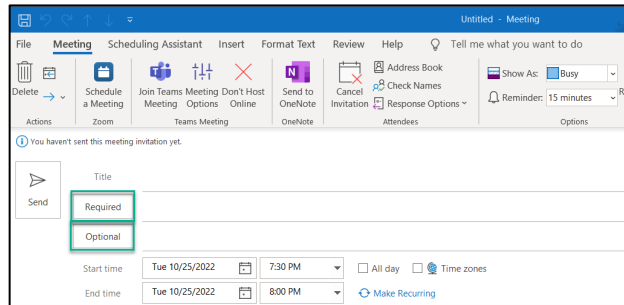 Untitled - Meeting
File Meeting Scheduling Assistant Insert Format Text Review Help Tell me what you want to do
Delete
Schedule a Meeting
Join Teams Meeting
Meeting Options
Don't Host Online
Send to OneNote
Cancel Invitation
Address Book
Check Names
Response Options
Show As: Busy
Reminder: 15 minutes
Actions Zoom Teams Meeting OneNote Attendees Options
You haven't sent this meeting invitation yet.
Send
Title
Required
Optional
Start time Tue 10/25/2022 7:30 PM All day Time zones
End time Tue 10/25/2022 8:00 PM Make Recurring